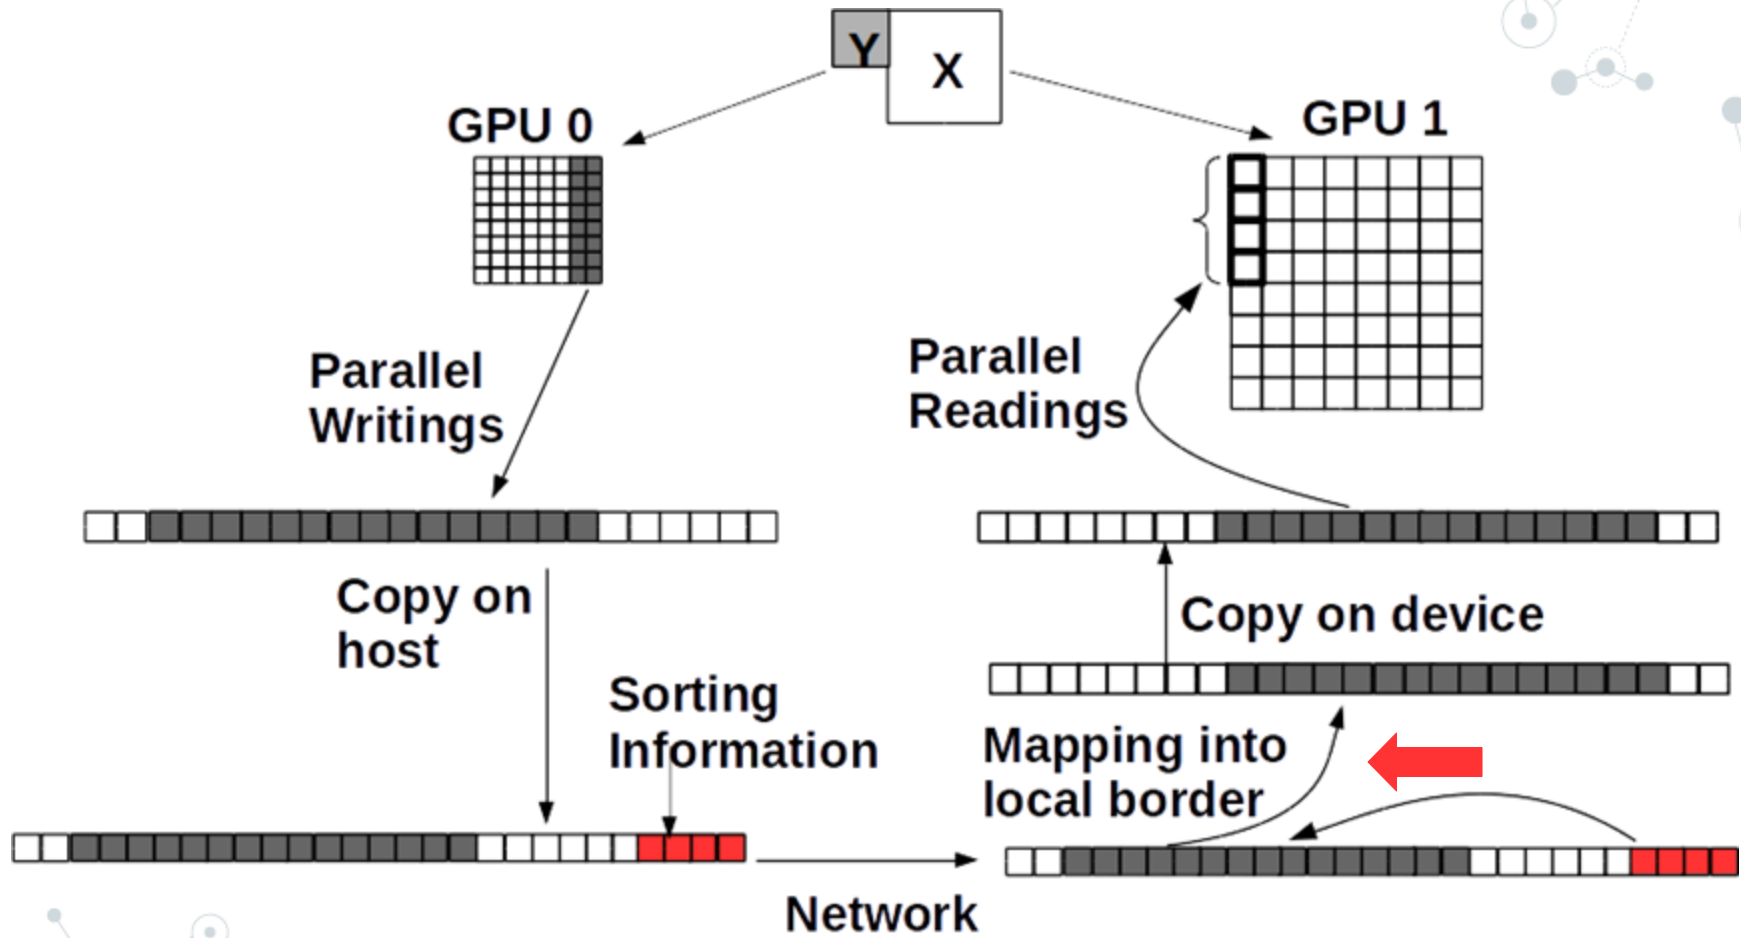 Y
X
GPU 0
GPU 1
Parallel
Writings
Parallel
Readings
Copy on
host
Copy on device
Sorting
Information
Mapping into
local border
Network